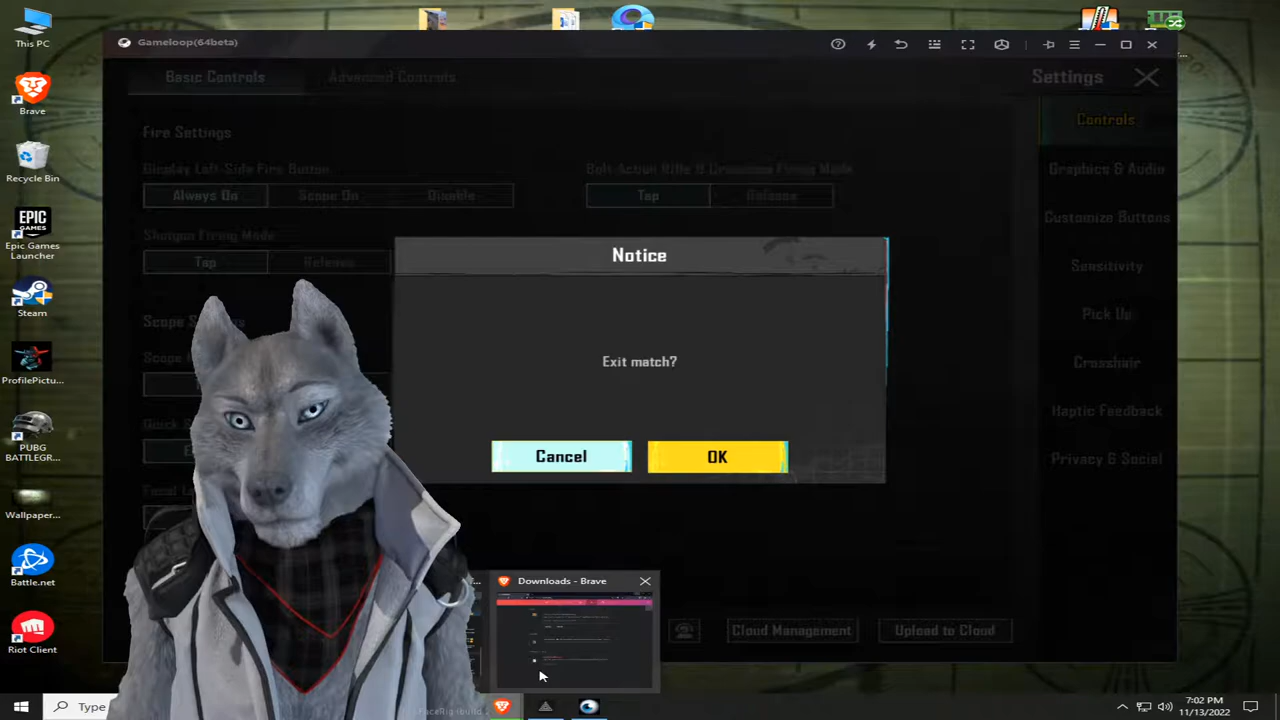 This PC
Gameloop(64beta)
Basic Controls
Advanced Controls
Settings
Brave
Fire Settings
Controls
Display Left-Side Fire Button
Bolt Action Rifle & Crossbow Firing Mode
Graphics & Audio
Always On
Scope On
Disable
Tap
Release
Recycle Bin
Customize Buttons
Shotgun Firing Mode
Epic Games
Launcher
Tap
Release
Notice
Sensitivity
Steam
Scope
Pick Up
Exit match?
Crosshair
ProfilePictu...
Haptic Feedback
PUBG
BATTLEGR...
Cancel
OK
Privacy & Social
Wallpaper...
Battle.net
Downloads - Brave
Cloud Management
Upload to Cloud
Riot Client
Type
7:02 PM
11/13/2022